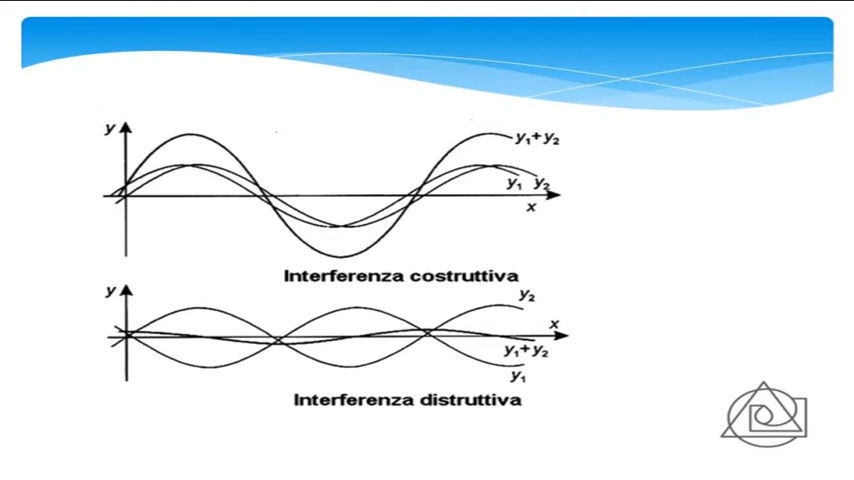 y
y₁+y₂
y₁ y₂
x
Interferenza costruttiva
y
y₂
x
y₁+y₂
y₁
Interferenza distruttiva